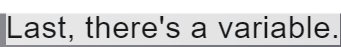 Last, there's a variable.